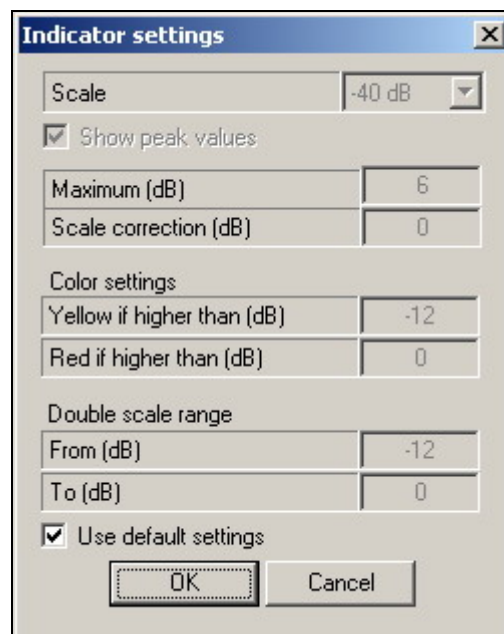 Indicator settings
Scale -40 dB
Show peak values
Maximum (dB) 6
Scale correction (dB) 0
Color settings
Yellow if higher than (dB) -12
Red if higher than (dB) 0
Double scale range
From (dB) -12
To (dB) 0
Use default settings
OK Cancel